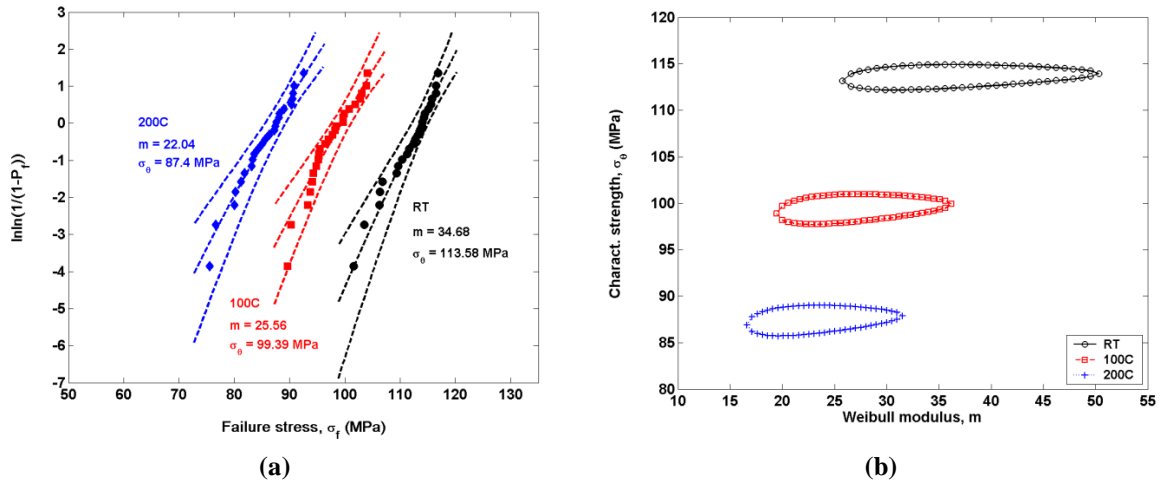 3
2
1
0
-1
-2
-3
-4
-5
-6
-7
lnln(1/(1-Pf))
200C
m = 22.04
σθ = 87.4 MPa
RT
m = 34.68
σθ = 113.58 MPa
100C
m = 25.56
σθ = 99.39 MPa
50 60 70 80 90 100 110 120 130
Failure stress, σf (MPa)
(a)
120
115
110
105
100
95
90
85
80
Charact. strength, σθ (MPa)
RT
100C
200C
10 15 20 25 30 35 40 45 50 55
Weibull modulus, m
(b)